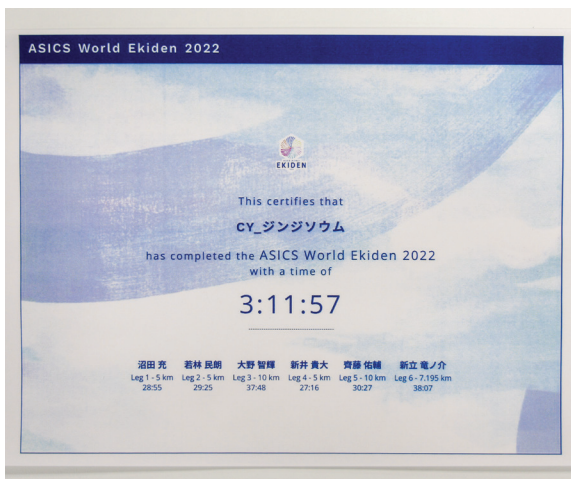 ASICS World Ekiden 2022
EKIDEN
This certifies that
CY_ジンジソウム
has completed the ASICS World Ekiden 2022
with a time of
3:11:57
沼田 充 若林 民朗 大野 智輝 新井 貴大 齊藤 佑輔 新立 竜ノ介
Leg 1 - 5 km Leg 2 - 5 km Leg 3 - 10 km Leg 4 - 5 km Leg 5 - 10 km Leg 6 - 7.195 km
28:55 29:25 37:48 27:16 30:27 38:07